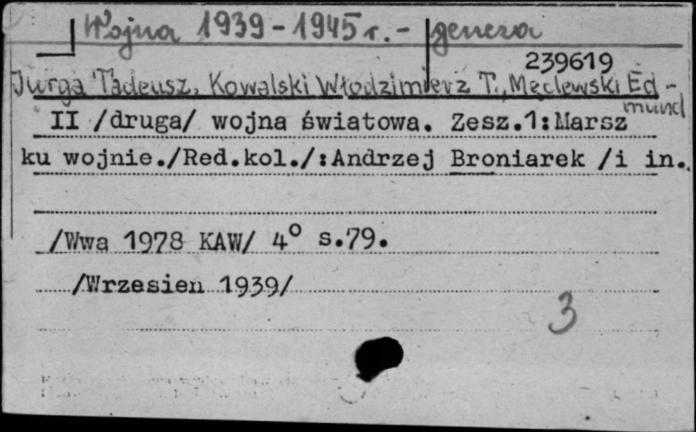 Wojna 1939-1945 r. - geneza
239619
Jurga Tadeusz, Kowalski Włodzimierz T., Męclewski Ed-
mund
II /druga/ wojna światowa. Zesz.1:Marsz
ku wojnie./Red.kol./:Andrzej Broniarek /i in.
/Wwa 1978 KAW/ 4° s.79.
/Wrzesien 1939/
3